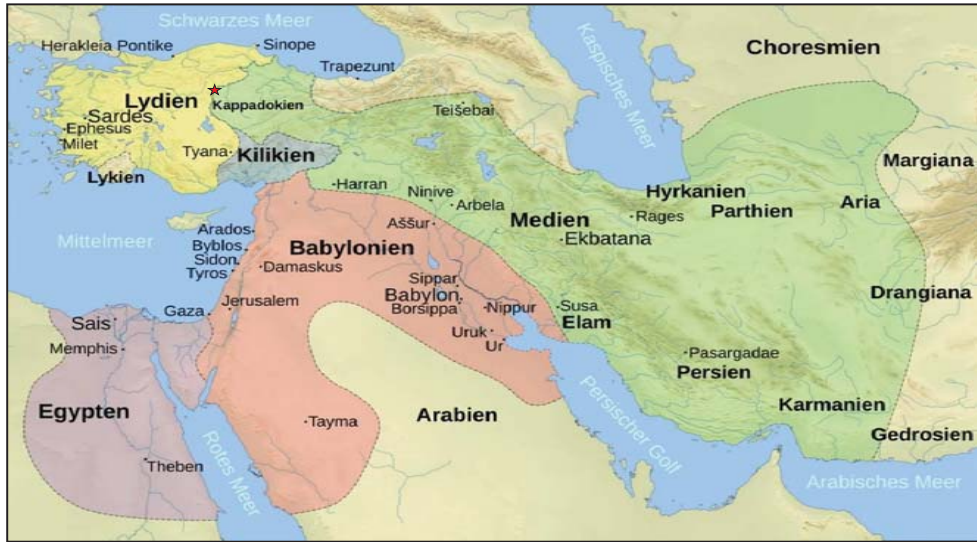 Schwarzes Meer
Herakleia Pontike
Sinope
Trapezunt
Kaspisches Meer
Choresmien
Lydien
Kappadokien
Sardes
Ephesus
Milet
Tyana
Kilikien
Lykien
Teišebai
Margiana
Harran
Ninive
Arbela
Medien
Hyrkanien
Rages
Parthien
Aria
Aššur
Ekbatana
Mittelmeer
Arados
Byblos
Sidon
Tyros
Babylonien
Damaskus
Sippar
Babylon
Borsippa
Nippur
Susa
Elam
Drangiana
Gaza
Jerusalem
Uruk
Ur
Sais
Memphis
Pasargadae
Persien
Egypten
Tayma
Arabien
Persischer Golf
Karmanien
Gedrosien
Theben
Rotes Meer
Arabisches Meer